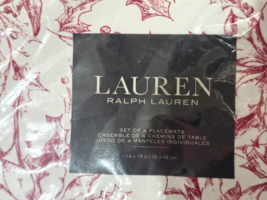 LAUREN
RALPH LAUREN
SET OF 4 PLACEMATS
ENSEMBLE DE 4 CHEMINS DE TABLE
JUEGO DE 4 MANTELES INDIVIDUALES